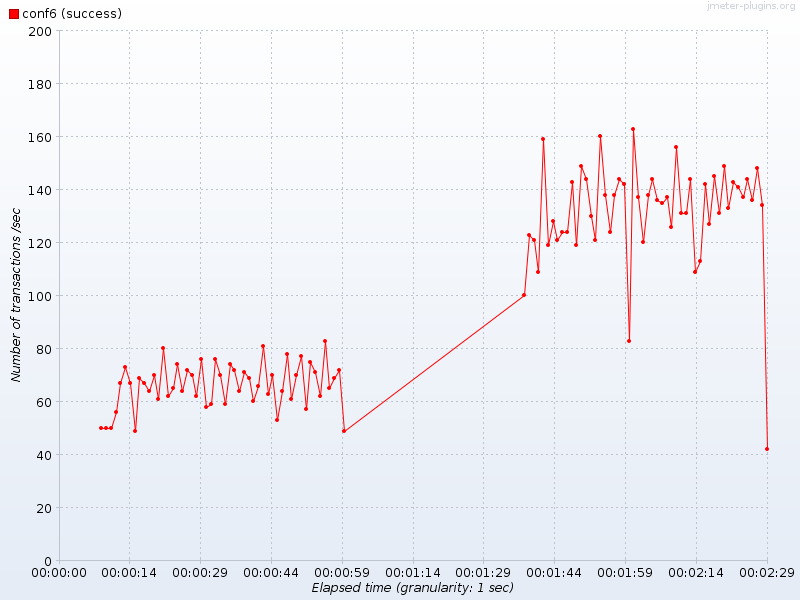 jmeter-plugins.org
conf6 (success)
200
180
160
140
120
100
80
60
40
20
0
Number of transactions /sec
00:00:00 00:00:14 00:00:29 00:00:44 00:00:59 00:01:14 00:01:29 00:01:44 00:01:59 00:02:14 00:02:29
Elapsed time (granularity: 1 sec)